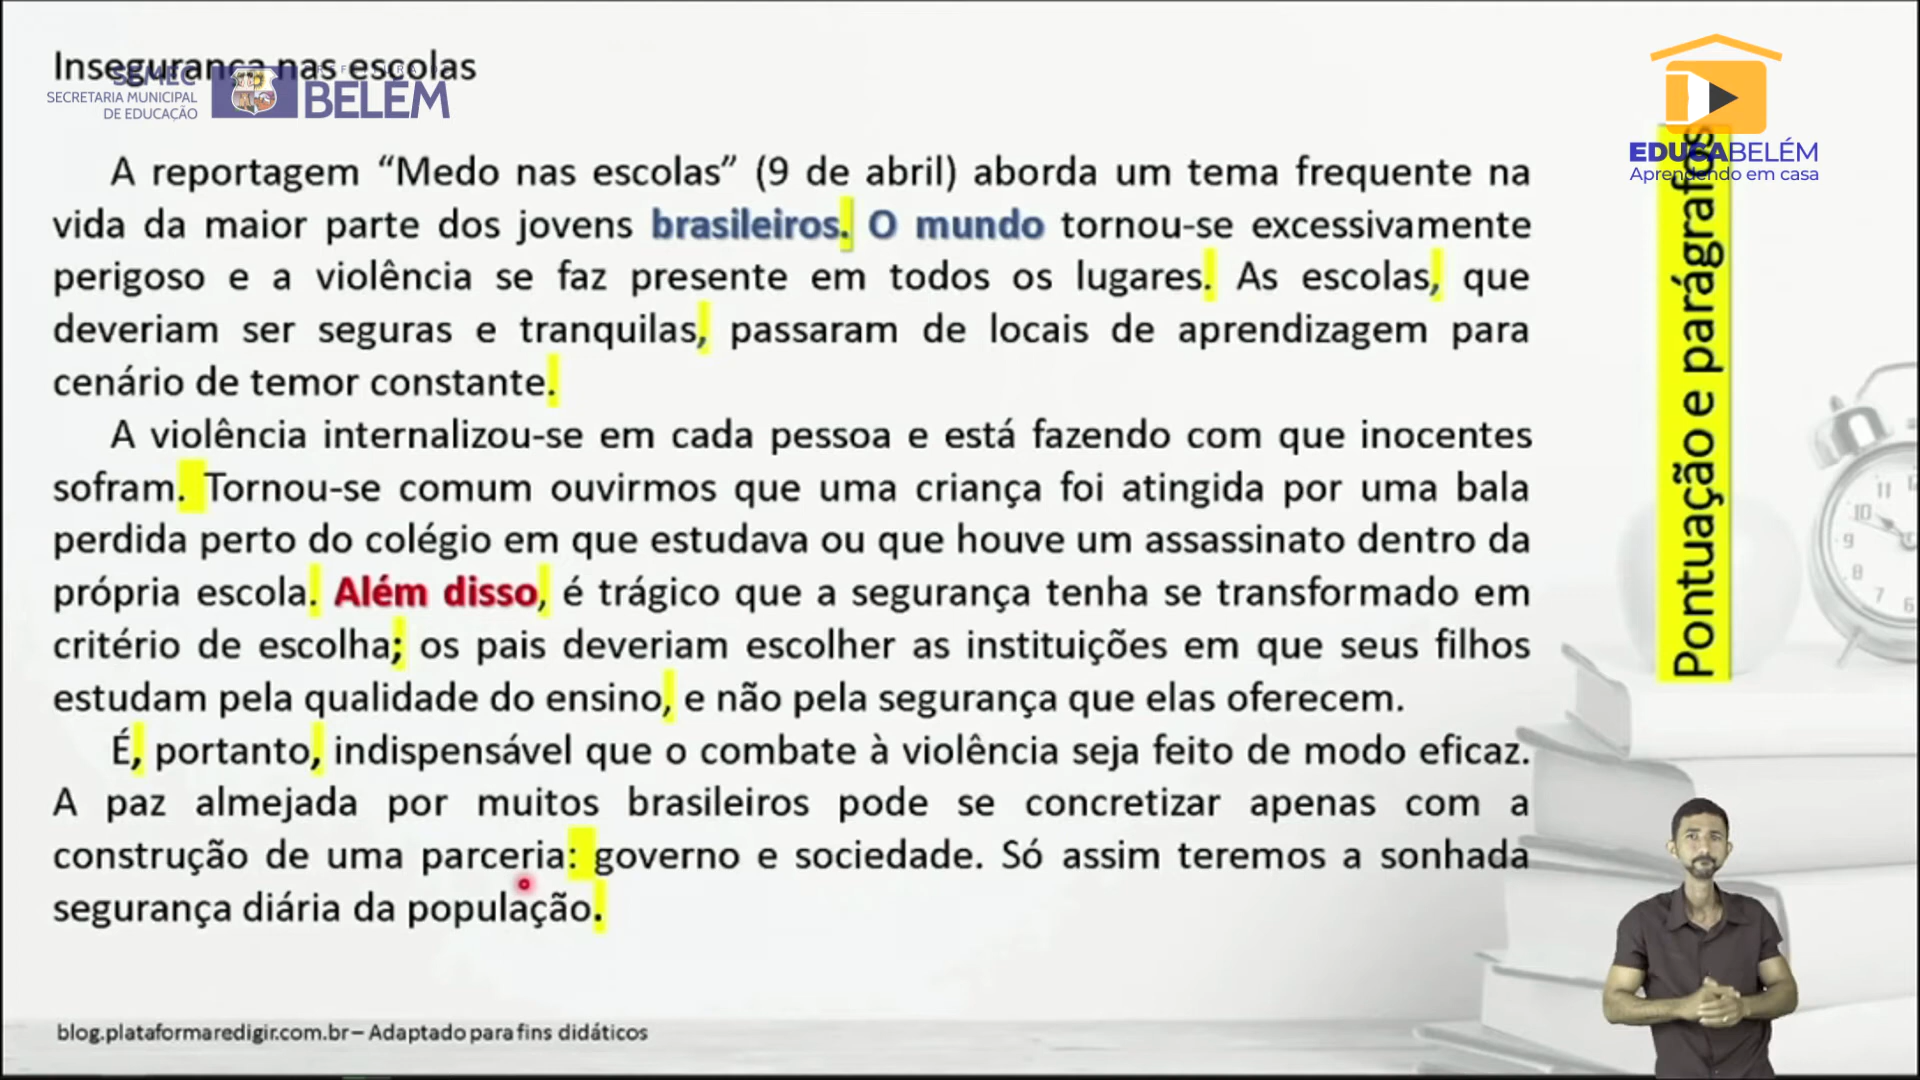 Insegurança nas escolas
SEMEC
SECRETARIA MUNICIPAL
DE EDUCAÇÃO
BELÉM
EDUCABELÉM
Aprendendo em casa
A reportagem “Medo nas escolas” (9 de abril) aborda um tema frequente na
vida da maior parte dos jovens brasileiros. O mundo tornou-se excessivamente
perigoso e a violência se faz presente em todos os lugares. As escolas, que
deveriam ser seguras e tranquilas, passaram de locais de aprendizagem para
cenário de temor constante.
A violência internalizou-se em cada pessoa e está fazendo com que inocentes
sofram. Tornou-se comum ouvirmos que uma criança foi atingida por uma bala
perdida perto do colégio em que estudava ou que houve um assassinato dentro da
própria escola. Além disso, é trágico que a segurança tenha se transformado em
critério de escolha; os pais deveriam escolher as instituições em que seus filhos
estudam pela qualidade do ensino, e não pela segurança que elas oferecem.
É, portanto, indispensável que o combate à violência seja feito de modo eficaz.
A paz almejada por muitos brasileiros pode se concretizar apenas com a
construção de uma parceria: governo e sociedade. Só assim teremos a sonhada
segurança diária da população.
Pontuação e parágrafos
11
10
9
8
7
6
blog.plataformaredigir.com.br – Adaptado para fins didáticos